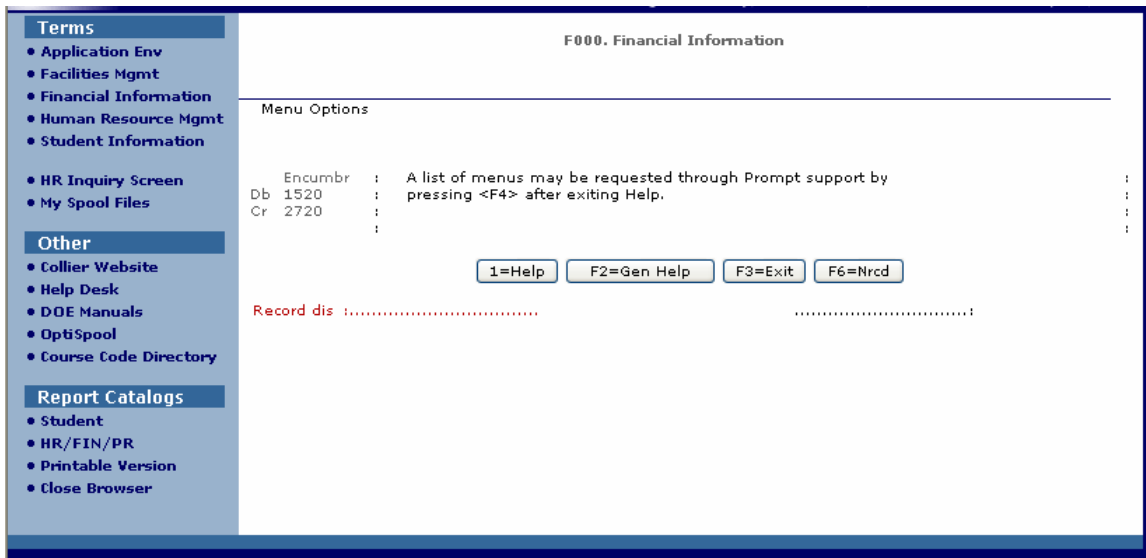 Terms
• Application Env
• Facilities Mgmt
• Financial Information
• Human Resource Mgmt
• Student Information
• HR Inquiry Screen
• My Spool Files
Other
• Collier Website
• Help Desk
• DOE Manuals
• OptiSpool
• Course Code Directory
Report Catalogs
• Student
• HR/FIN/PR
• Printable Version
• Close Browser
F000. Financial Information
Menu Options
Encumbr : A list of menus may be requested through Prompt support by :
Db 1520 : pressing <F4> after exiting Help. :
Cr 2720 : :
: :
1=Help F2=Gen Help F3=Exit F6=Nrcd
Record dis :................................. .............................: